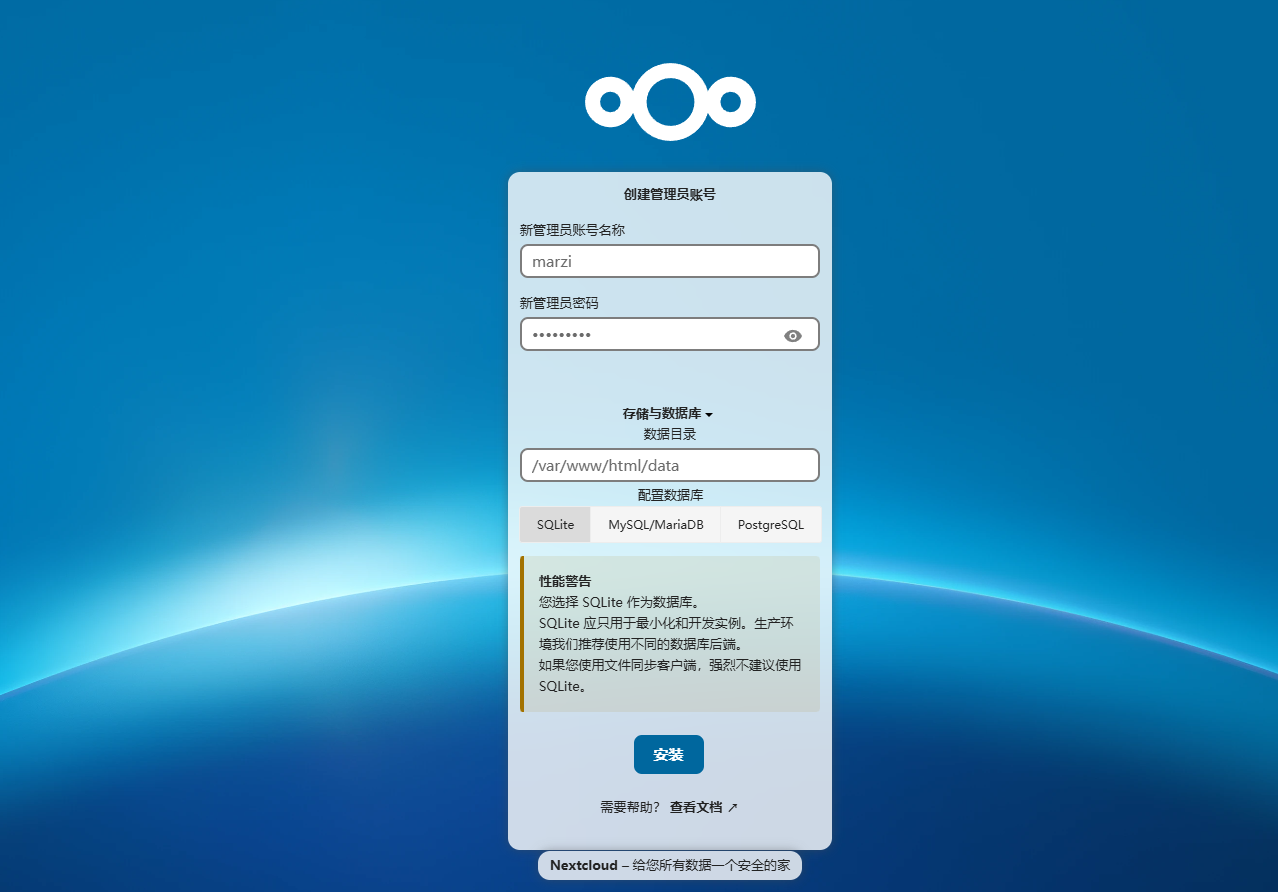 创建管理员账号
新管理员账号名称
marzi
新管理员密码
•••••••••
存储与数据库
数据目录
/var/www/html/data
配置数据库
SQLite MySQL/MariaDB PostgreSQL
性能警告
您选择 SQLite 作为数据库。
SQLite 应只用于最小化和开发实例。生产环
境我们推荐使用不同的数据库后端。
如果您使用文件同步客户端，强烈不建议使用
SQLite。
安装
需要帮助？ 查看文档 ↗
Nextcloud – 给您所有数据一个安全的家